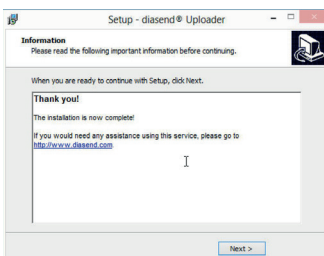 Setup - diasend® Uploader
Information
Please read the following important information before continuing.
When you are ready to continue with Setup, click Next.
Thank you!
The installation is now complete!
If you would need any assistance using this service, please go to
http://www.diasend.com
Next >